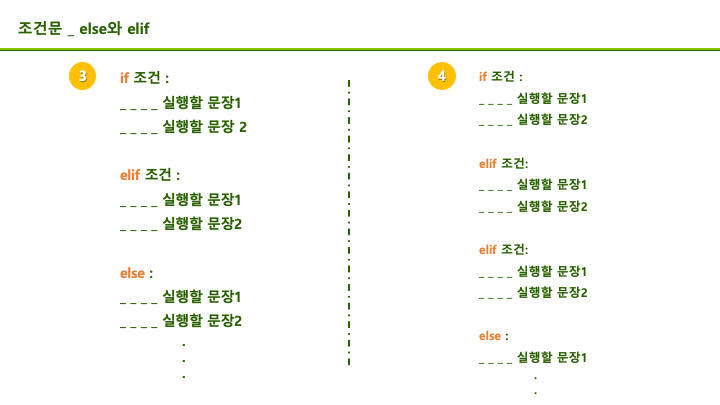 조건문 _ else와 elif
3
if 조건 :
_ _ _ _ 실행할 문장1
_ _ _ _ 실행할 문장 2
elif 조건 :
_ _ _ _ 실행할 문장1
_ _ _ _ 실행할 문장2
else :
_ _ _ _ 실행할 문장1
_ _ _ _ 실행할 문장2
.
.
.
4
if 조건 :
_ _ _ _ 실행할 문장1
_ _ _ _ 실행할 문장2
elif 조건:
_ _ _ _ 실행할 문장1
_ _ _ _ 실행할 문장2
elif 조건:
_ _ _ _ 실행할 문장1
_ _ _ _ 실행할 문장2
else :
_ _ _ _ 실행할 문장1
.
.